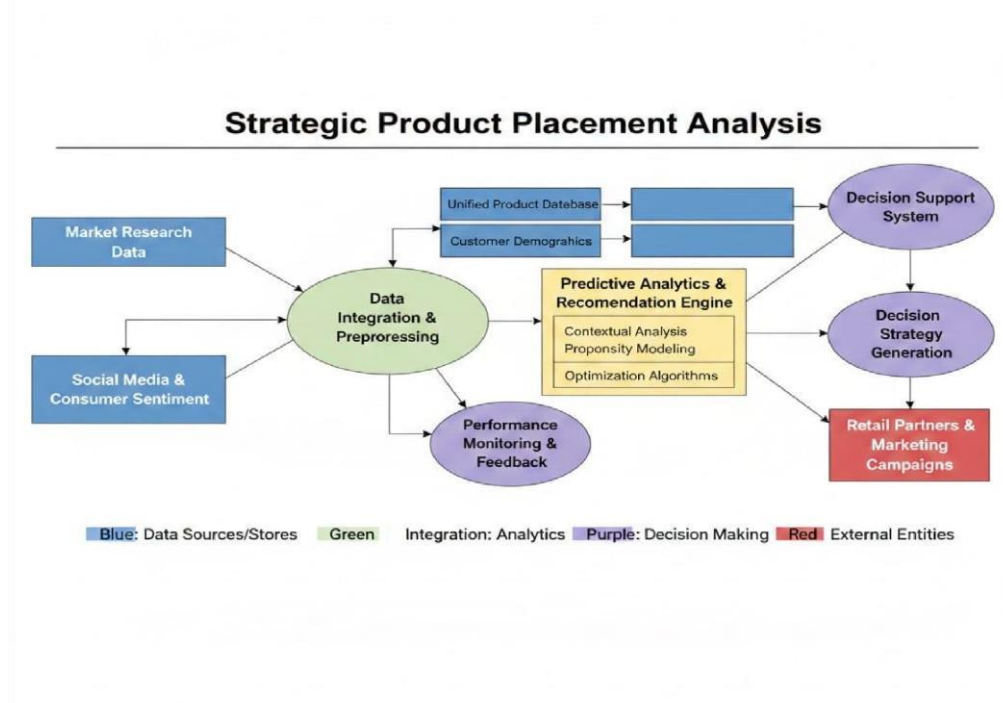 Strategic Product Placement Analysis
Market Research
Data
Social Media &
Consumer Sentiment
Data
Integration &
Preprοressing
Unified Product Datebase
Customer Demograhics
Predictive Analytics &
Recomendation Engine
Contextual Analysis
Proponsity Modeling
Optimization Algorithms
Performance
Monitoring &
Feedback
Decision Support
System
Decision
Strategy
Generation
Retail Partners &
Marketing
Campaigns
Blue: Data Sources/Stores Green Integration: Analytics Purple: Decision Making Red External Entities